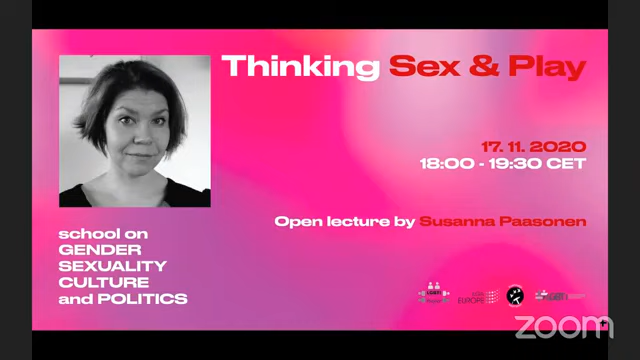 Thinking Sex & Play
17. 11. 2020
18:00 - 19:30 CET
Open lecture by Susanna Paasonen
school on
GENDER
SEXUALITY
CULTURE
and POLITICS
EUROPE
zoom